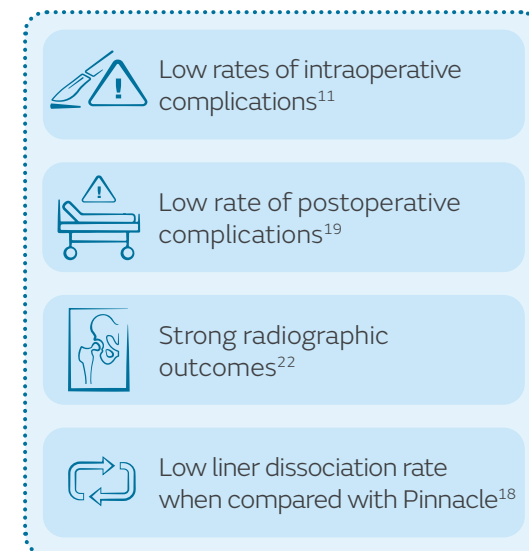 Low rates of intraoperative
complications¹¹
Low rate of postoperative
complications¹⁹
Strong radiographic
outcomes²²
Low liner dissociation rate
when compared with Pinnacle¹⁸